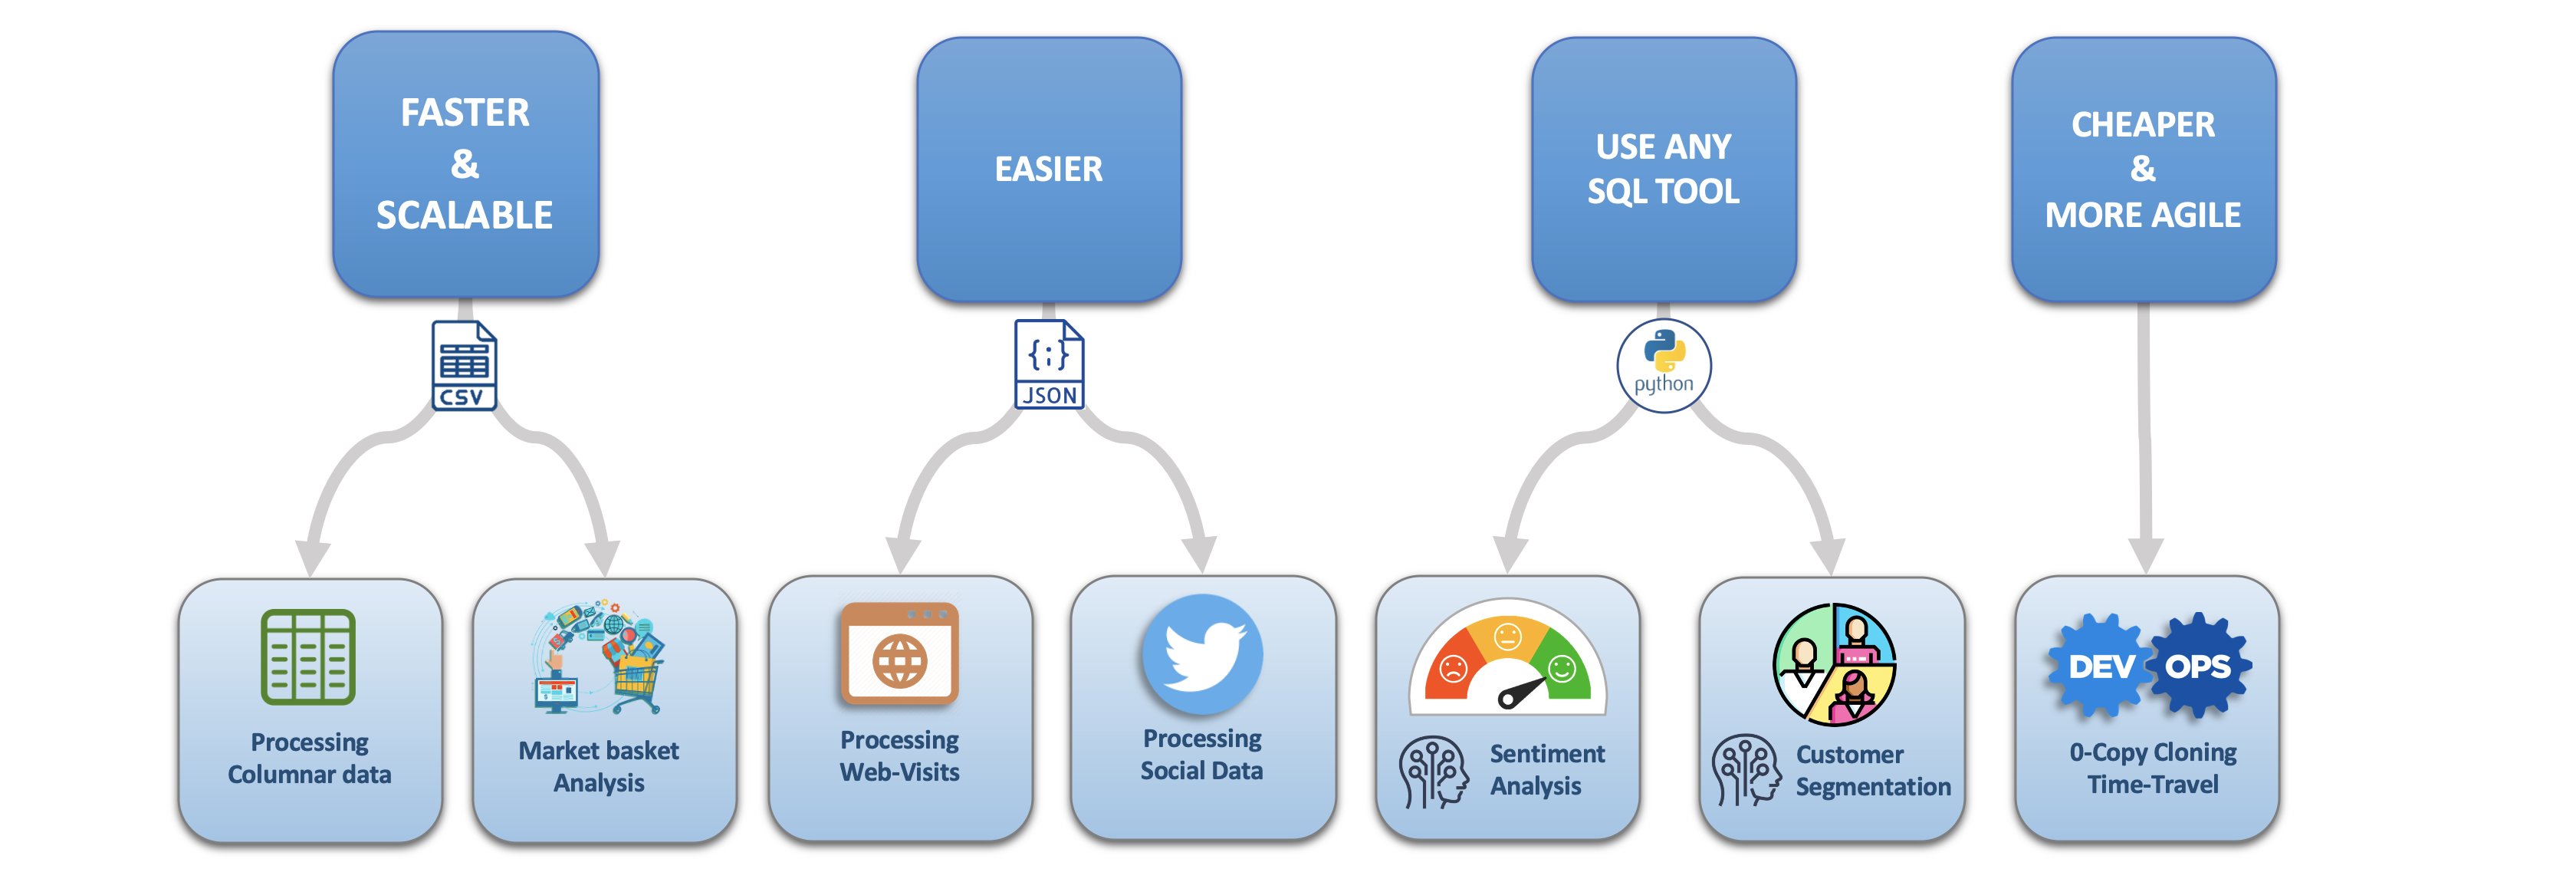 FASTER
&
SCALABLE
EASIER
USE ANY
SQL TOOL
CHEAPER
&
MORE AGILE
CSV
{;}
JSON
python
Processing
Columnar data
Market basket
Analysis
Processing
Web-Visits
Processing
Social Data
Sentiment
Analysis
Customer
Segmentation
DEV OPS
0-Copy Cloning
Time-Travel